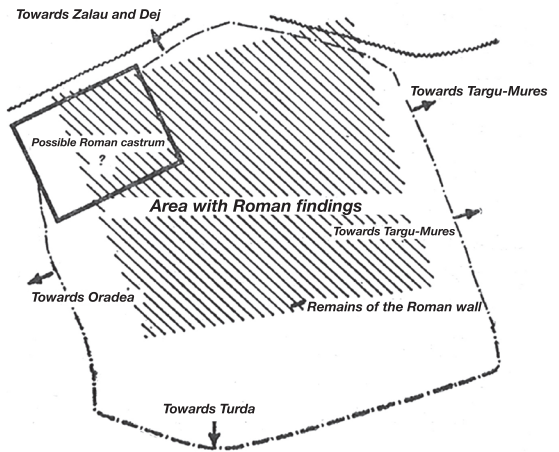 Towards Zalau and Dej
Towards Targu-Mures
Possible Roman castrum
?
Area with Roman findings
Towards Targu-Mures
Towards Oradea
Remains of the Roman wall
Towards Turda